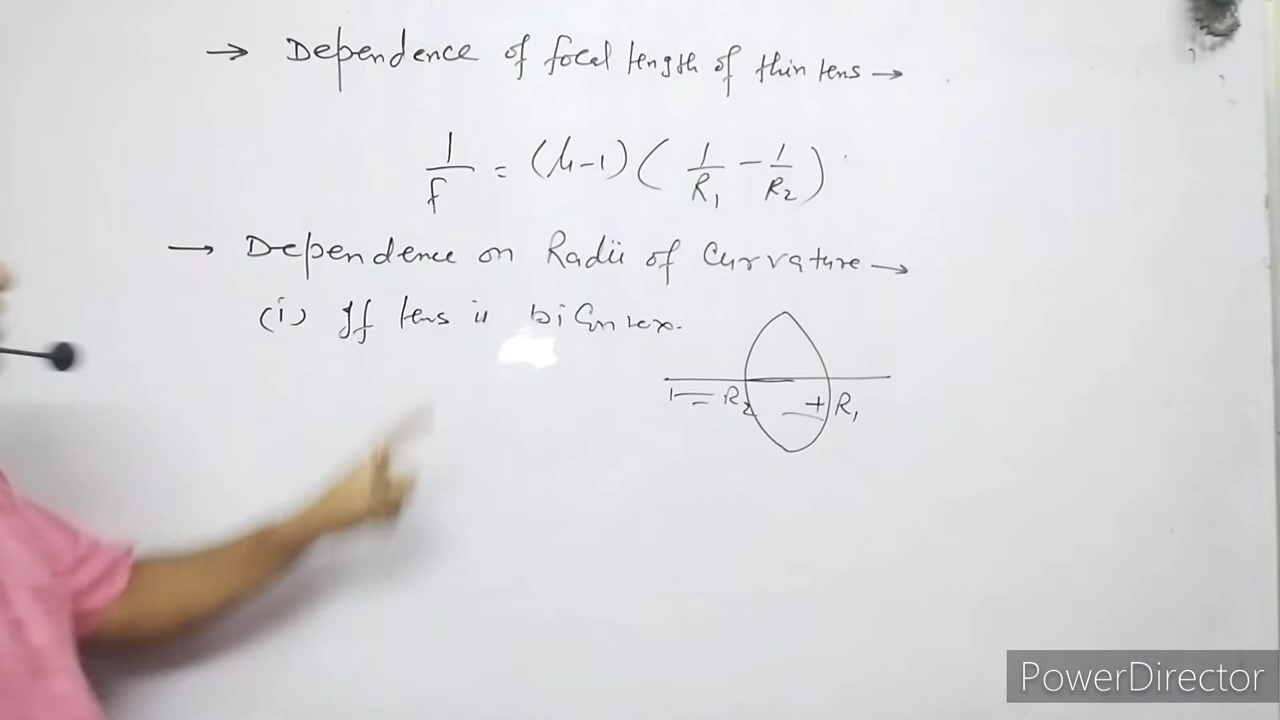 → Dependence of focal length of thin lens →
1/f = (μ-1) ( 1/R₁ - 1/R₂ )
→ Dependence on Radii of Curvature →
(i) If lens is biConvex.
- R₂ + R₁
PowerDirector